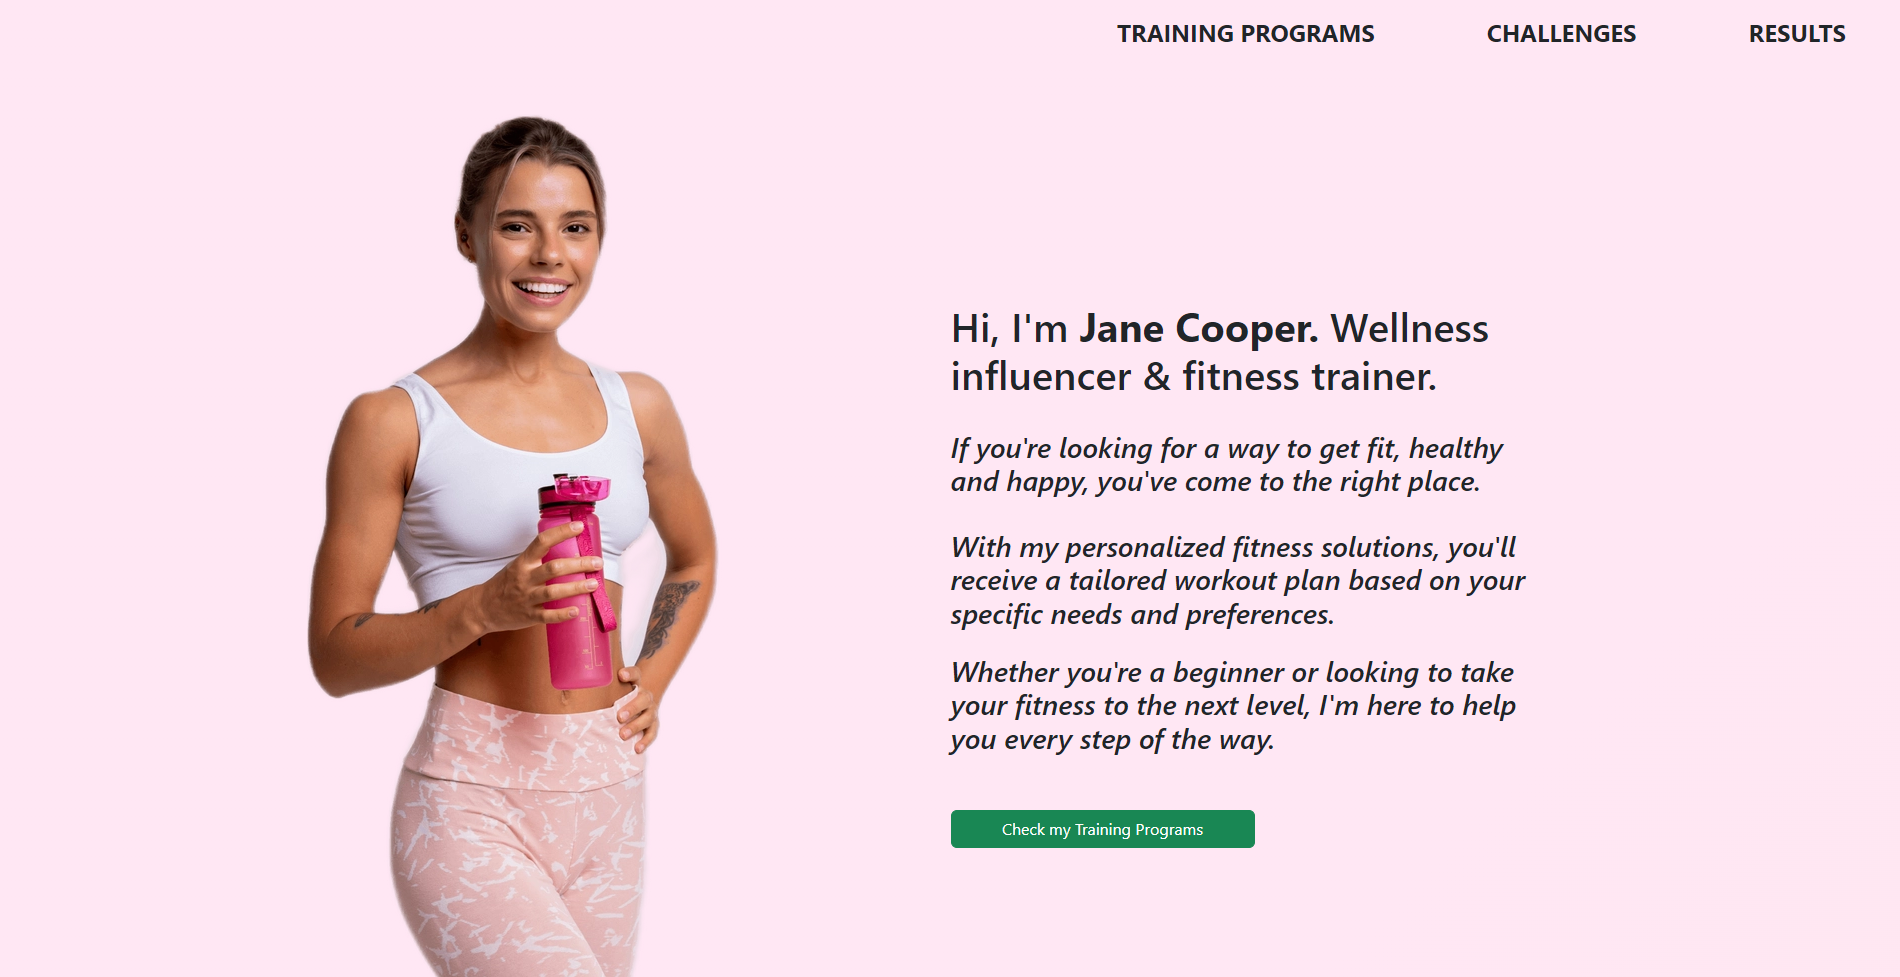 TRAINING PROGRAMS CHALLENGES RESULTS
Hi, I'm Jane Cooper. Wellness
influencer & fitness trainer.
If you're looking for a way to get fit, healthy
and happy, you've come to the right place.
With my personalized fitness solutions, you'll
receive a tailored workout plan based on your
specific needs and preferences.
Whether you're a beginner or looking to take
your fitness to the next level, I'm here to help
you every step of the way.
Check my Training Programs